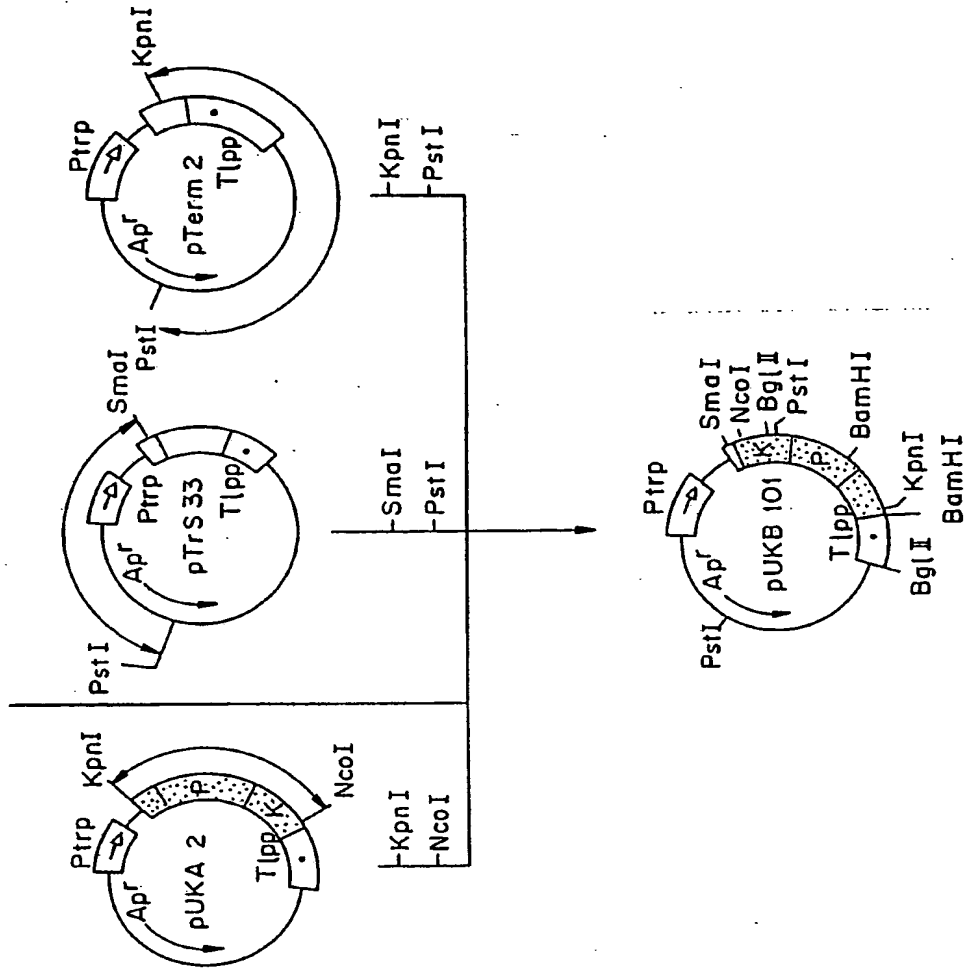 Ptrp
KpnI
Apr
pUKA 2
P
K
Tlpp
NcoI
KpnI
NcoI
PstI
SmaI
Ptrp
Apr
pTrS 33
Tlpp
SmaI
PstI
Ptrp
KpnI
Apr
pTerm 2
Tlpp
PstI
KpnI
PstI
Ptrp
SmaI
NcoI
BglII
PstI
Apr
pUKB 101
K
P
BamHI
PstI
Tlpp
KpnI
BamHI
BglII